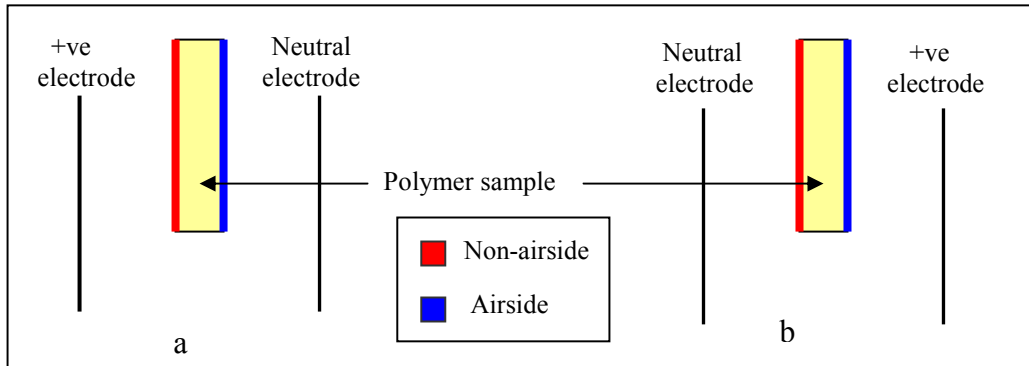 +ve
electrode
Neutral
electrode
Neutral
electrode
+ve
electrode
Polymer sample
Non-airside
Airside
a
b